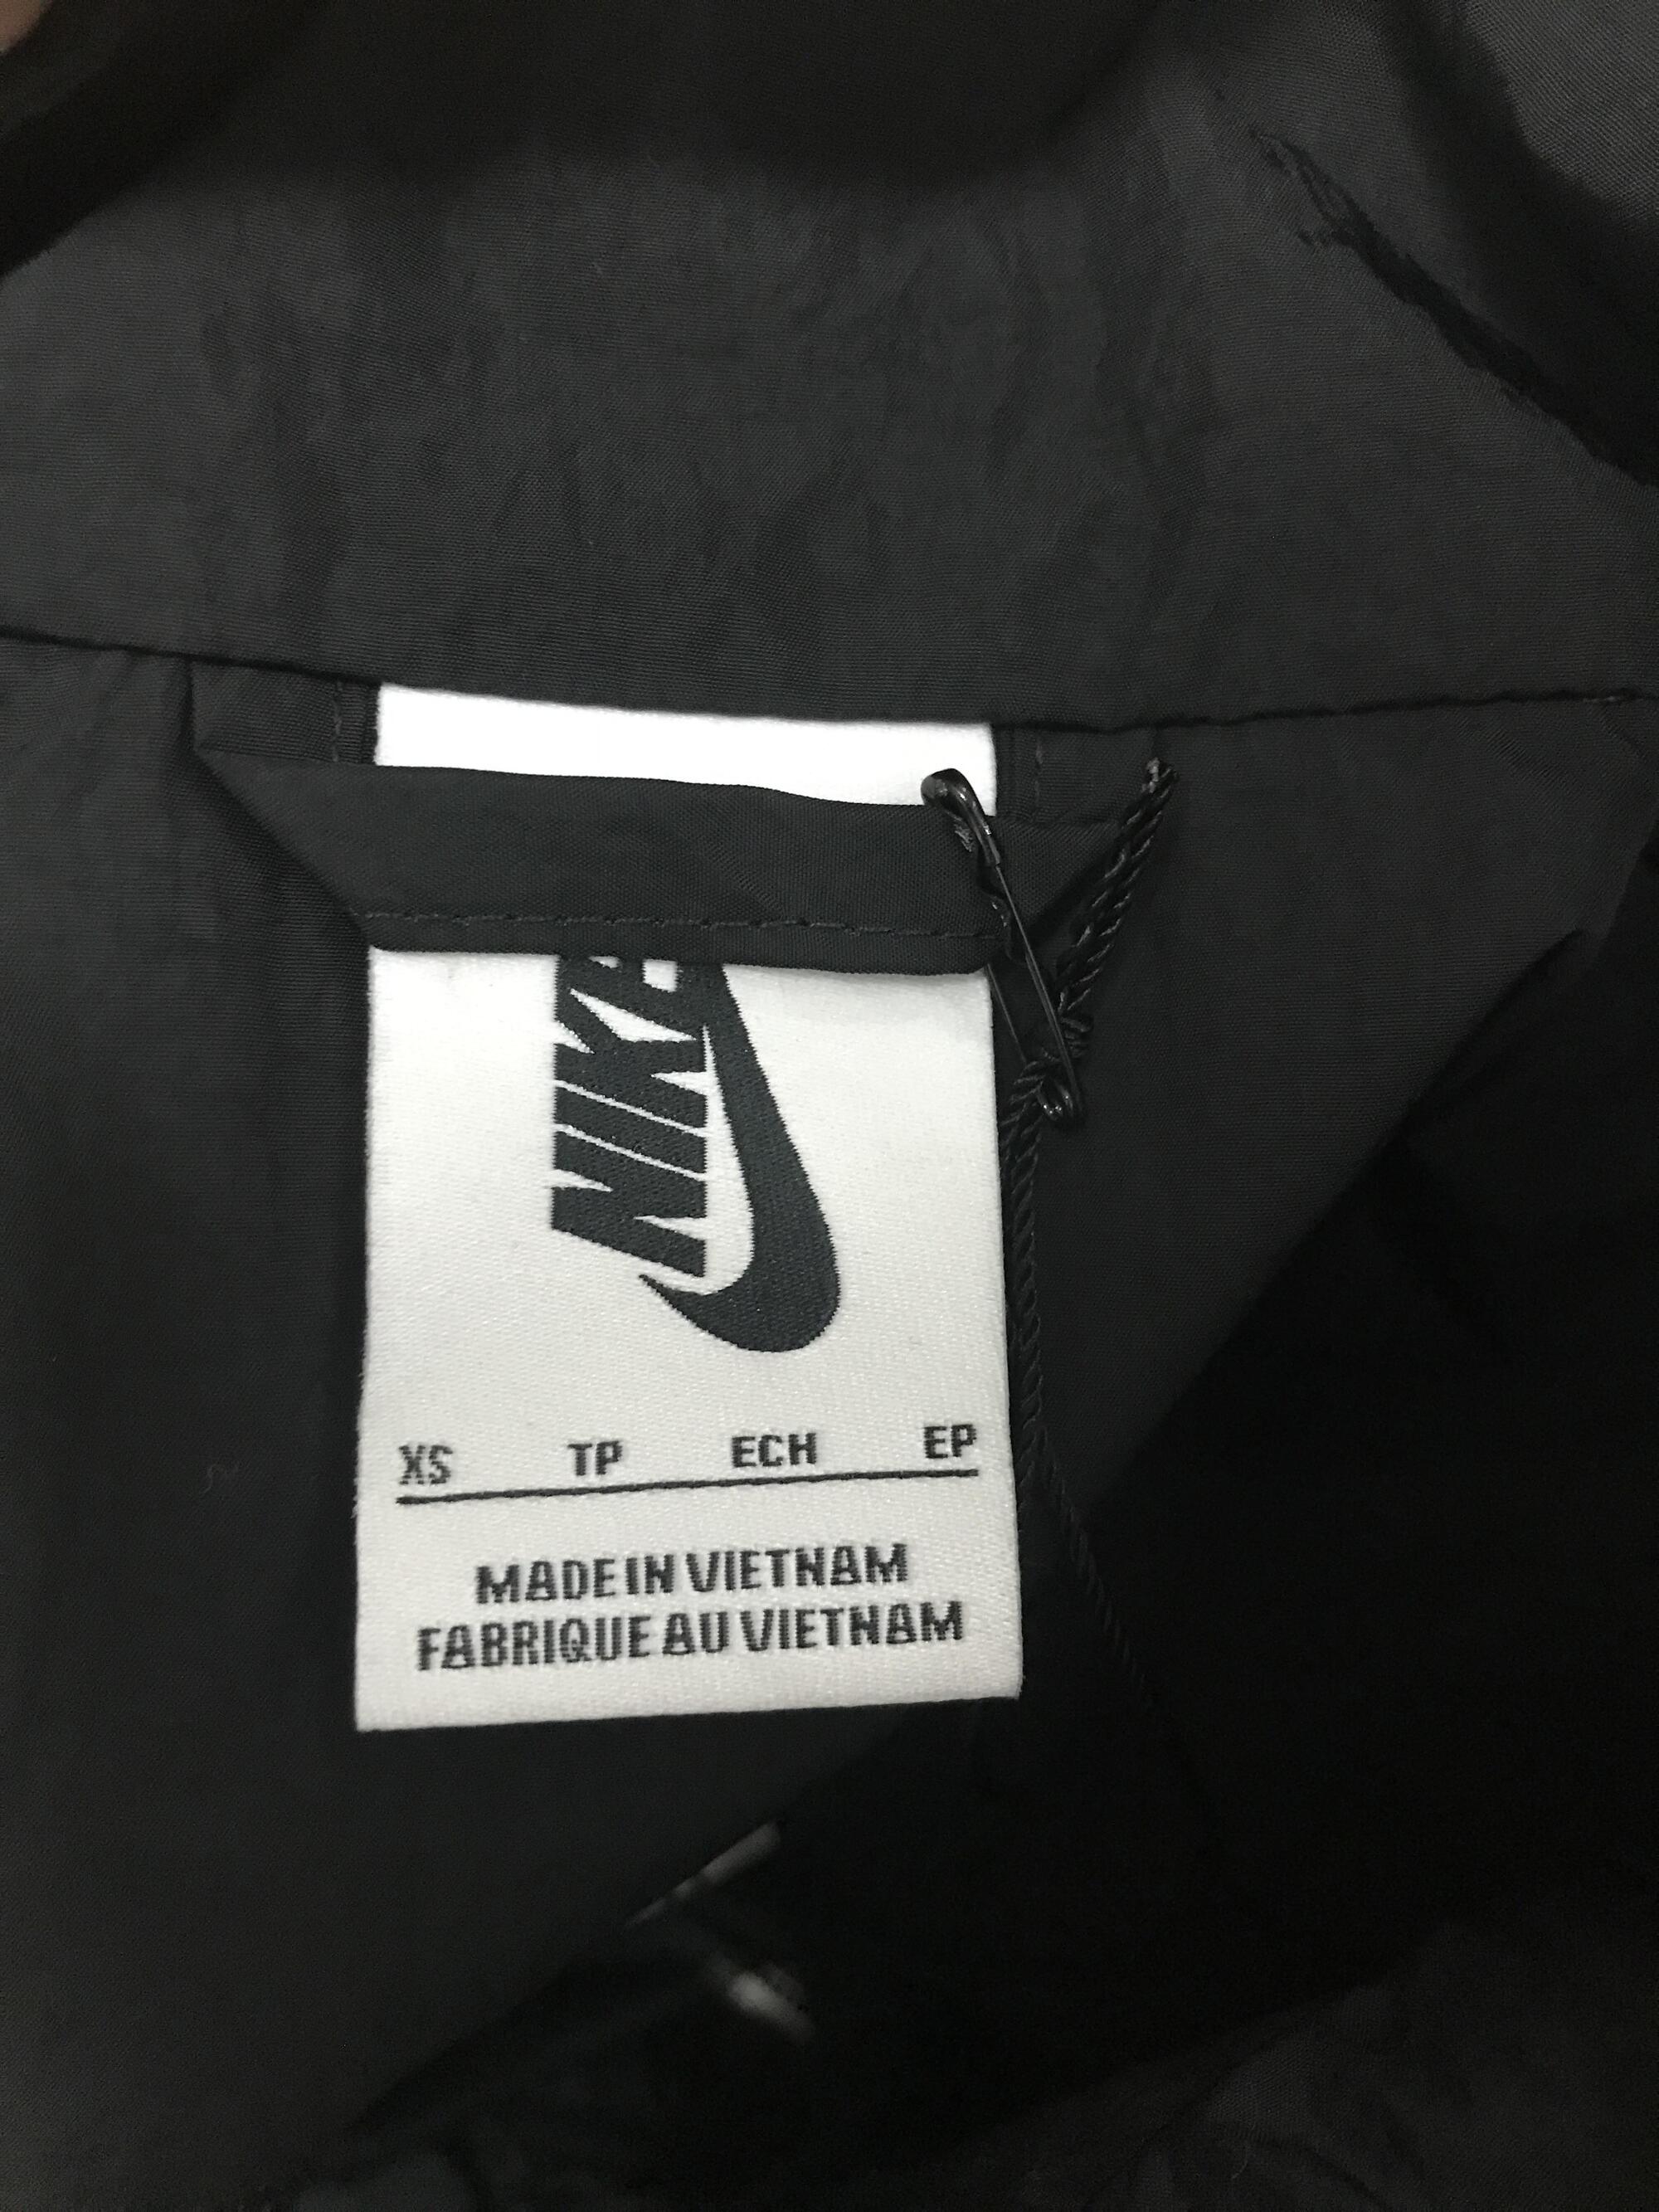 NIKE
XS TP ECH EP
MADE IN VIETNAM
FABRIQUE AU VIETNAM